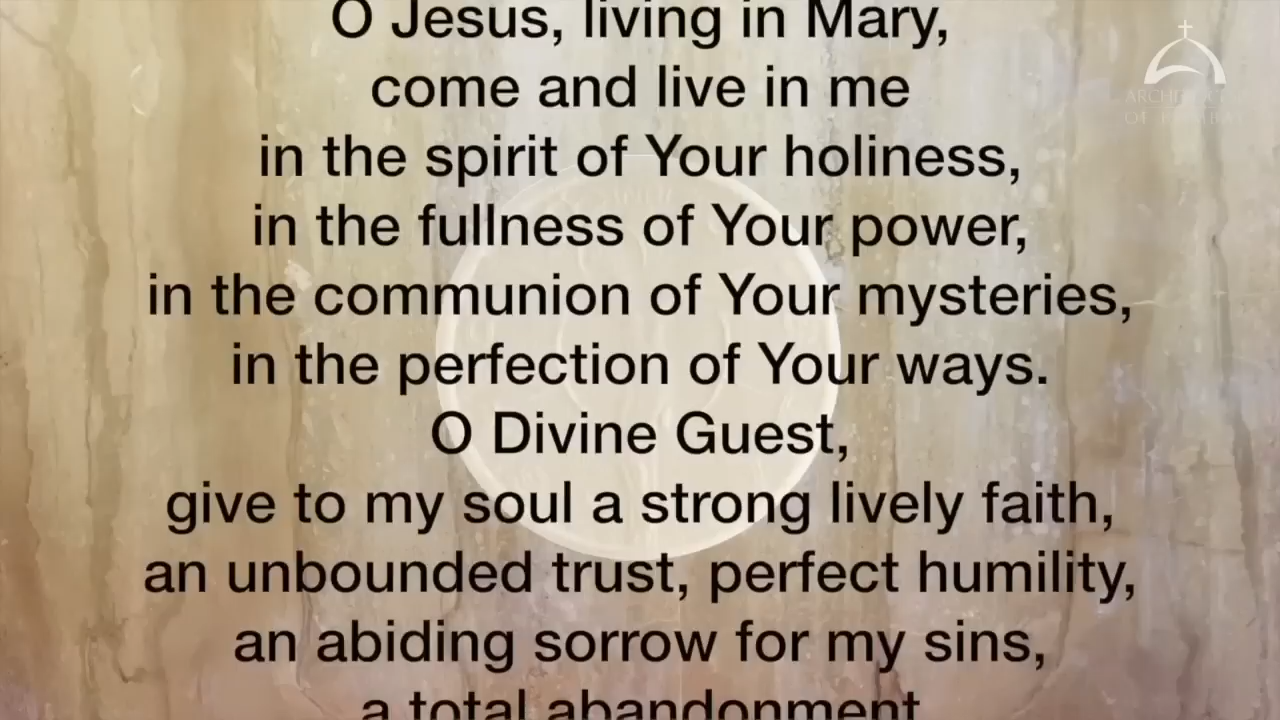 O Jesus, living in Mary,
come and live in me
in the spirit of Your holiness,
in the fullness of Your power,
in the communion of Your mysteries,
in the perfection of Your ways.
O Divine Guest,
give to my soul a strong lively faith,
an unbounded trust, perfect humility,
an abiding sorrow for my sins,
a total abandonment
OF